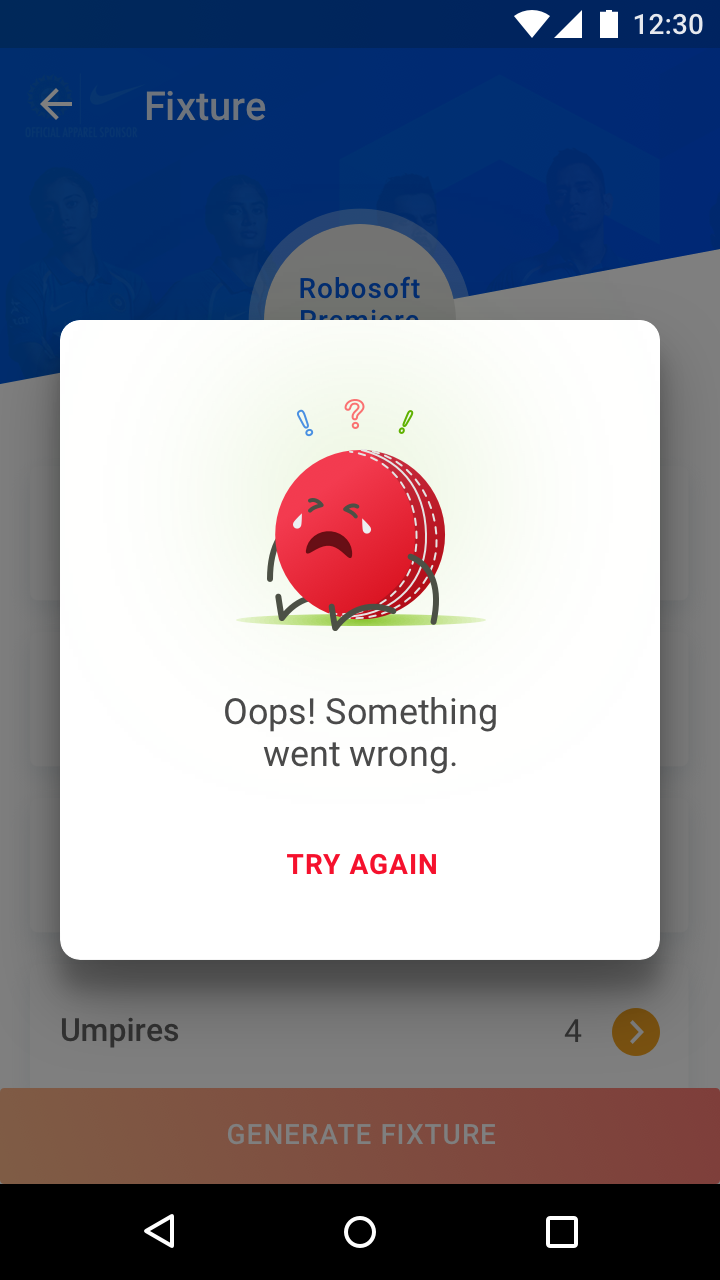 12:30
Fixture
OFFICIAL APPAREL SPONSOR
Robosoft
Premiere
! ? !
Oops! Something
went wrong.
TRY AGAIN
Umpires 4
GENERATE FIXTURE